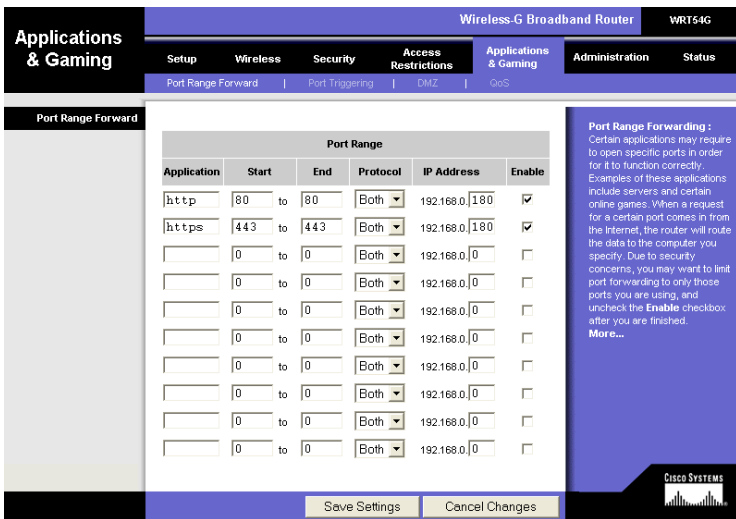 Wireless-G Broadband Router
WRT54G
Applications
& Gaming
Setup
Wireless
Security
Access
Restrictions
Applications
& Gaming
Administration
Status
Port Range Forward | Port Triggering | DMZ | QoS
Port Range Forward
Port Range
Application Start End Protocol IP Address Enable
http 80 to 80 Both 192.168.0. 180
https 443 to 443 Both 192.168.0. 180
0 to 0 Both 192.168.0. 0
0 to 0 Both 192.168.0. 0
0 to 0 Both 192.168.0. 0
0 to 0 Both 192.168.0. 0
0 to 0 Both 192.168.0. 0
0 to 0 Both 192.168.0. 0
0 to 0 Both 192.168.0. 0
0 to 0 Both 192.168.0. 0
Port Range Forwarding :
Certain applications may require
to open specific ports in order
for it to function correctly.
Examples of these applications
include servers and certain
online games. When a request
for a certain port comes in from
the Internet, the router will route
the data to the computer you
specify. Due to security
concerns, you may want to limit
port forwarding to only those
ports you are using, and
uncheck the Enable checkbox
after you are finished.
More...
Save Settings
Cancel Changes
CISCO SYSTEMS